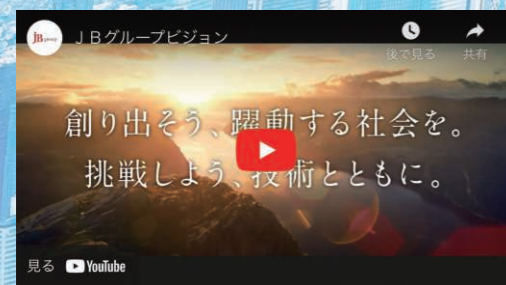 JB group
ＪＢグループビジョン
後で見る
共有
創り出そう、躍動する社会を。
挑戦しよう、技術とともに。
見る
YouTube